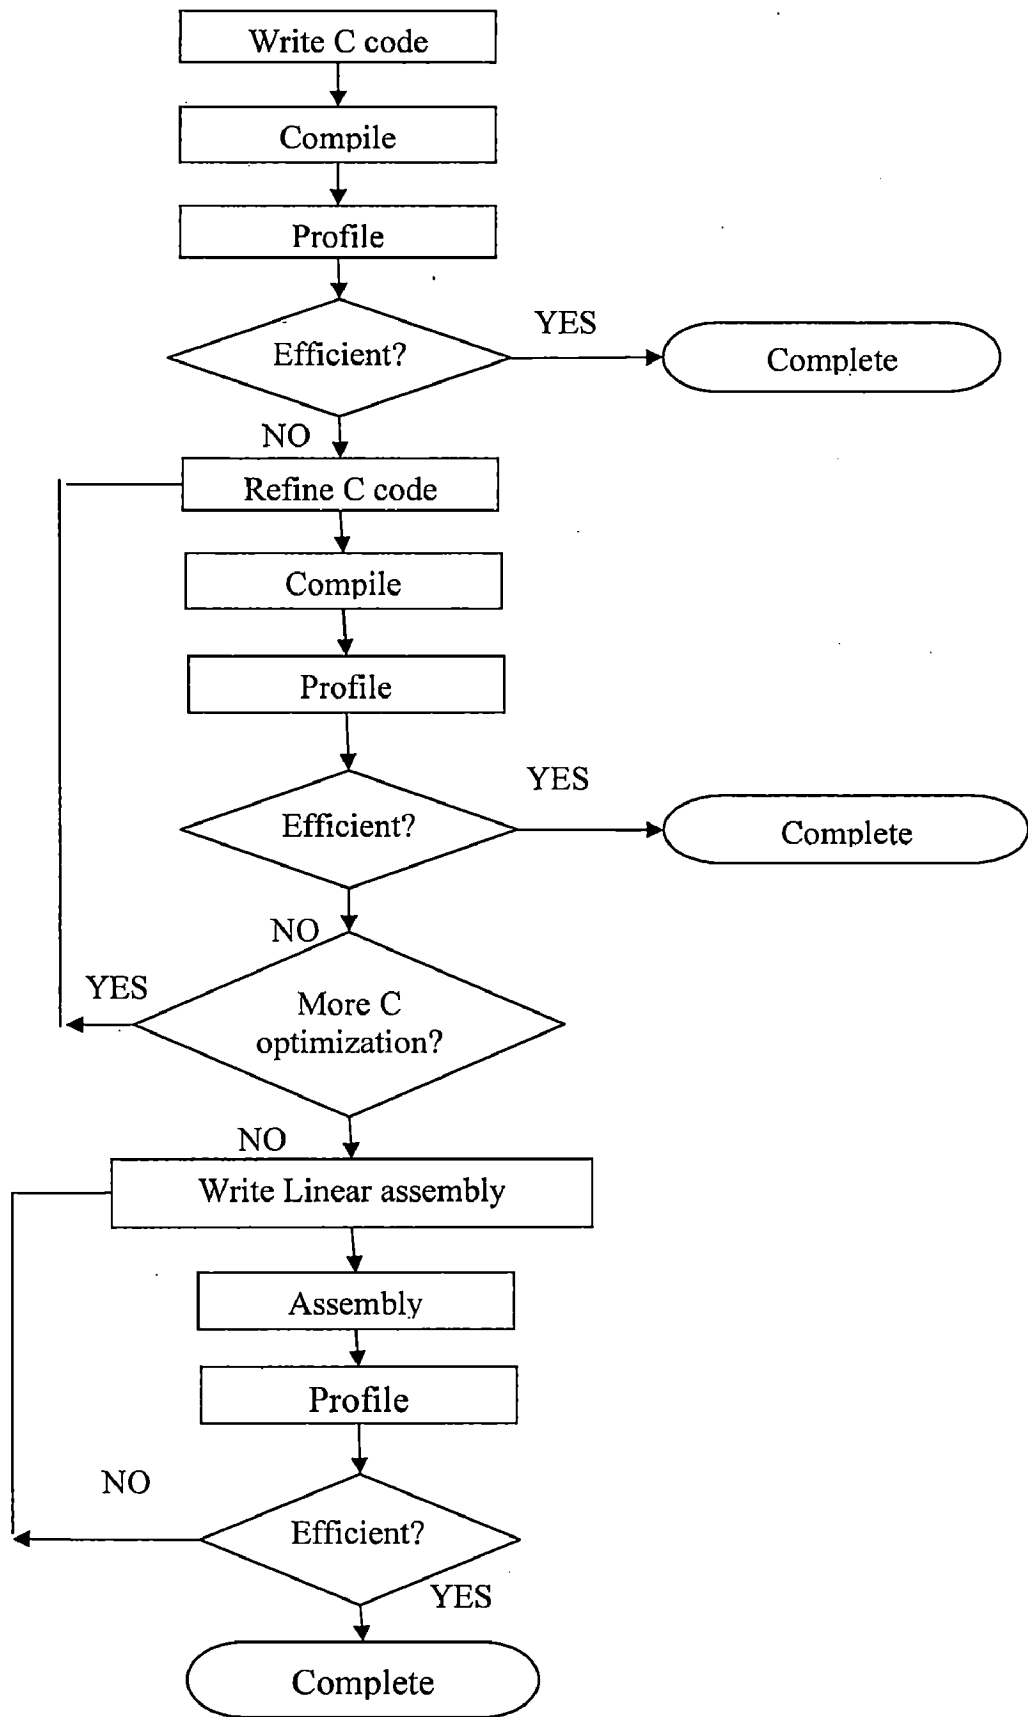 Write C code
Compile
Profile
YES
Efficient?
Complete
NO
Refine C code
Compile
Profile
YES
Efficient?
Complete
NO
YES
More C
optimization?
NO
Write Linear assembly
Assembly
Profile
NO
Efficient?
YES
Complete